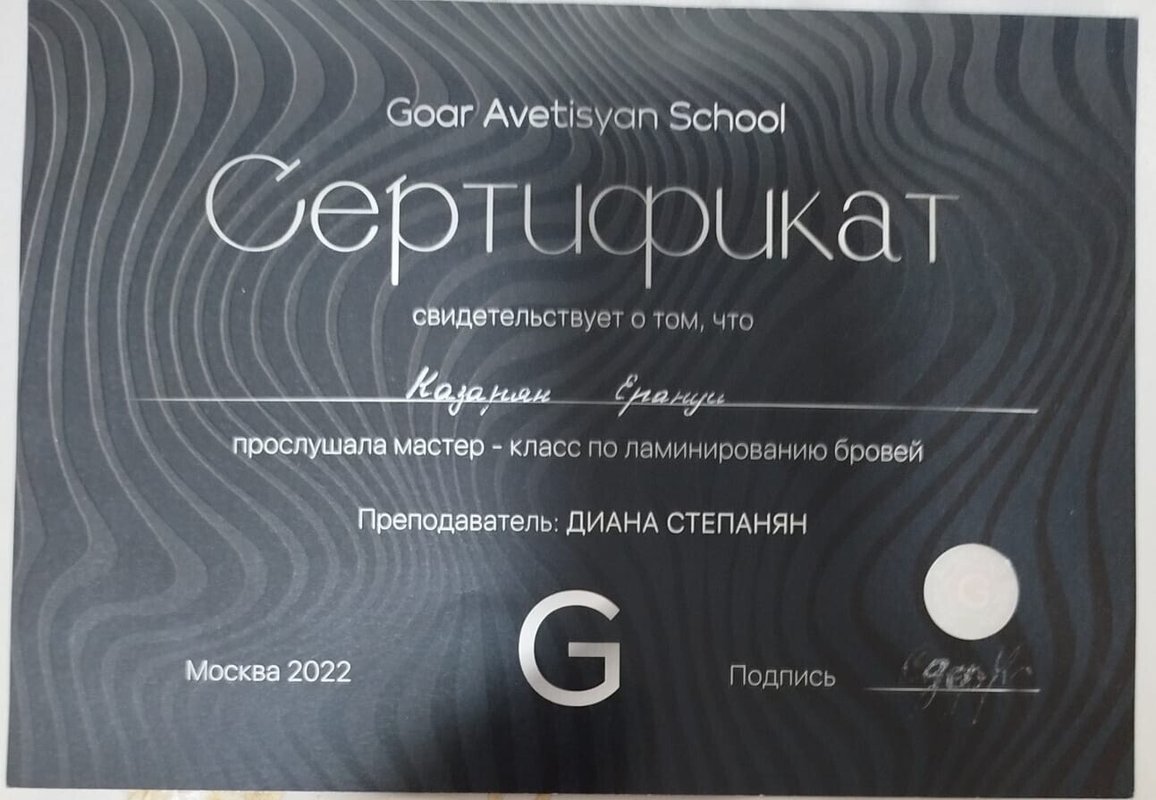 Goar Avetisyan School
Сертификат
свидетельствует о том, что
Казарян Ерануи
прослушала мастер - класс по ламинированию бровей
Преподаватель: ДИАНА СТЕПАНЯН
G
Москва 2022
Подпись